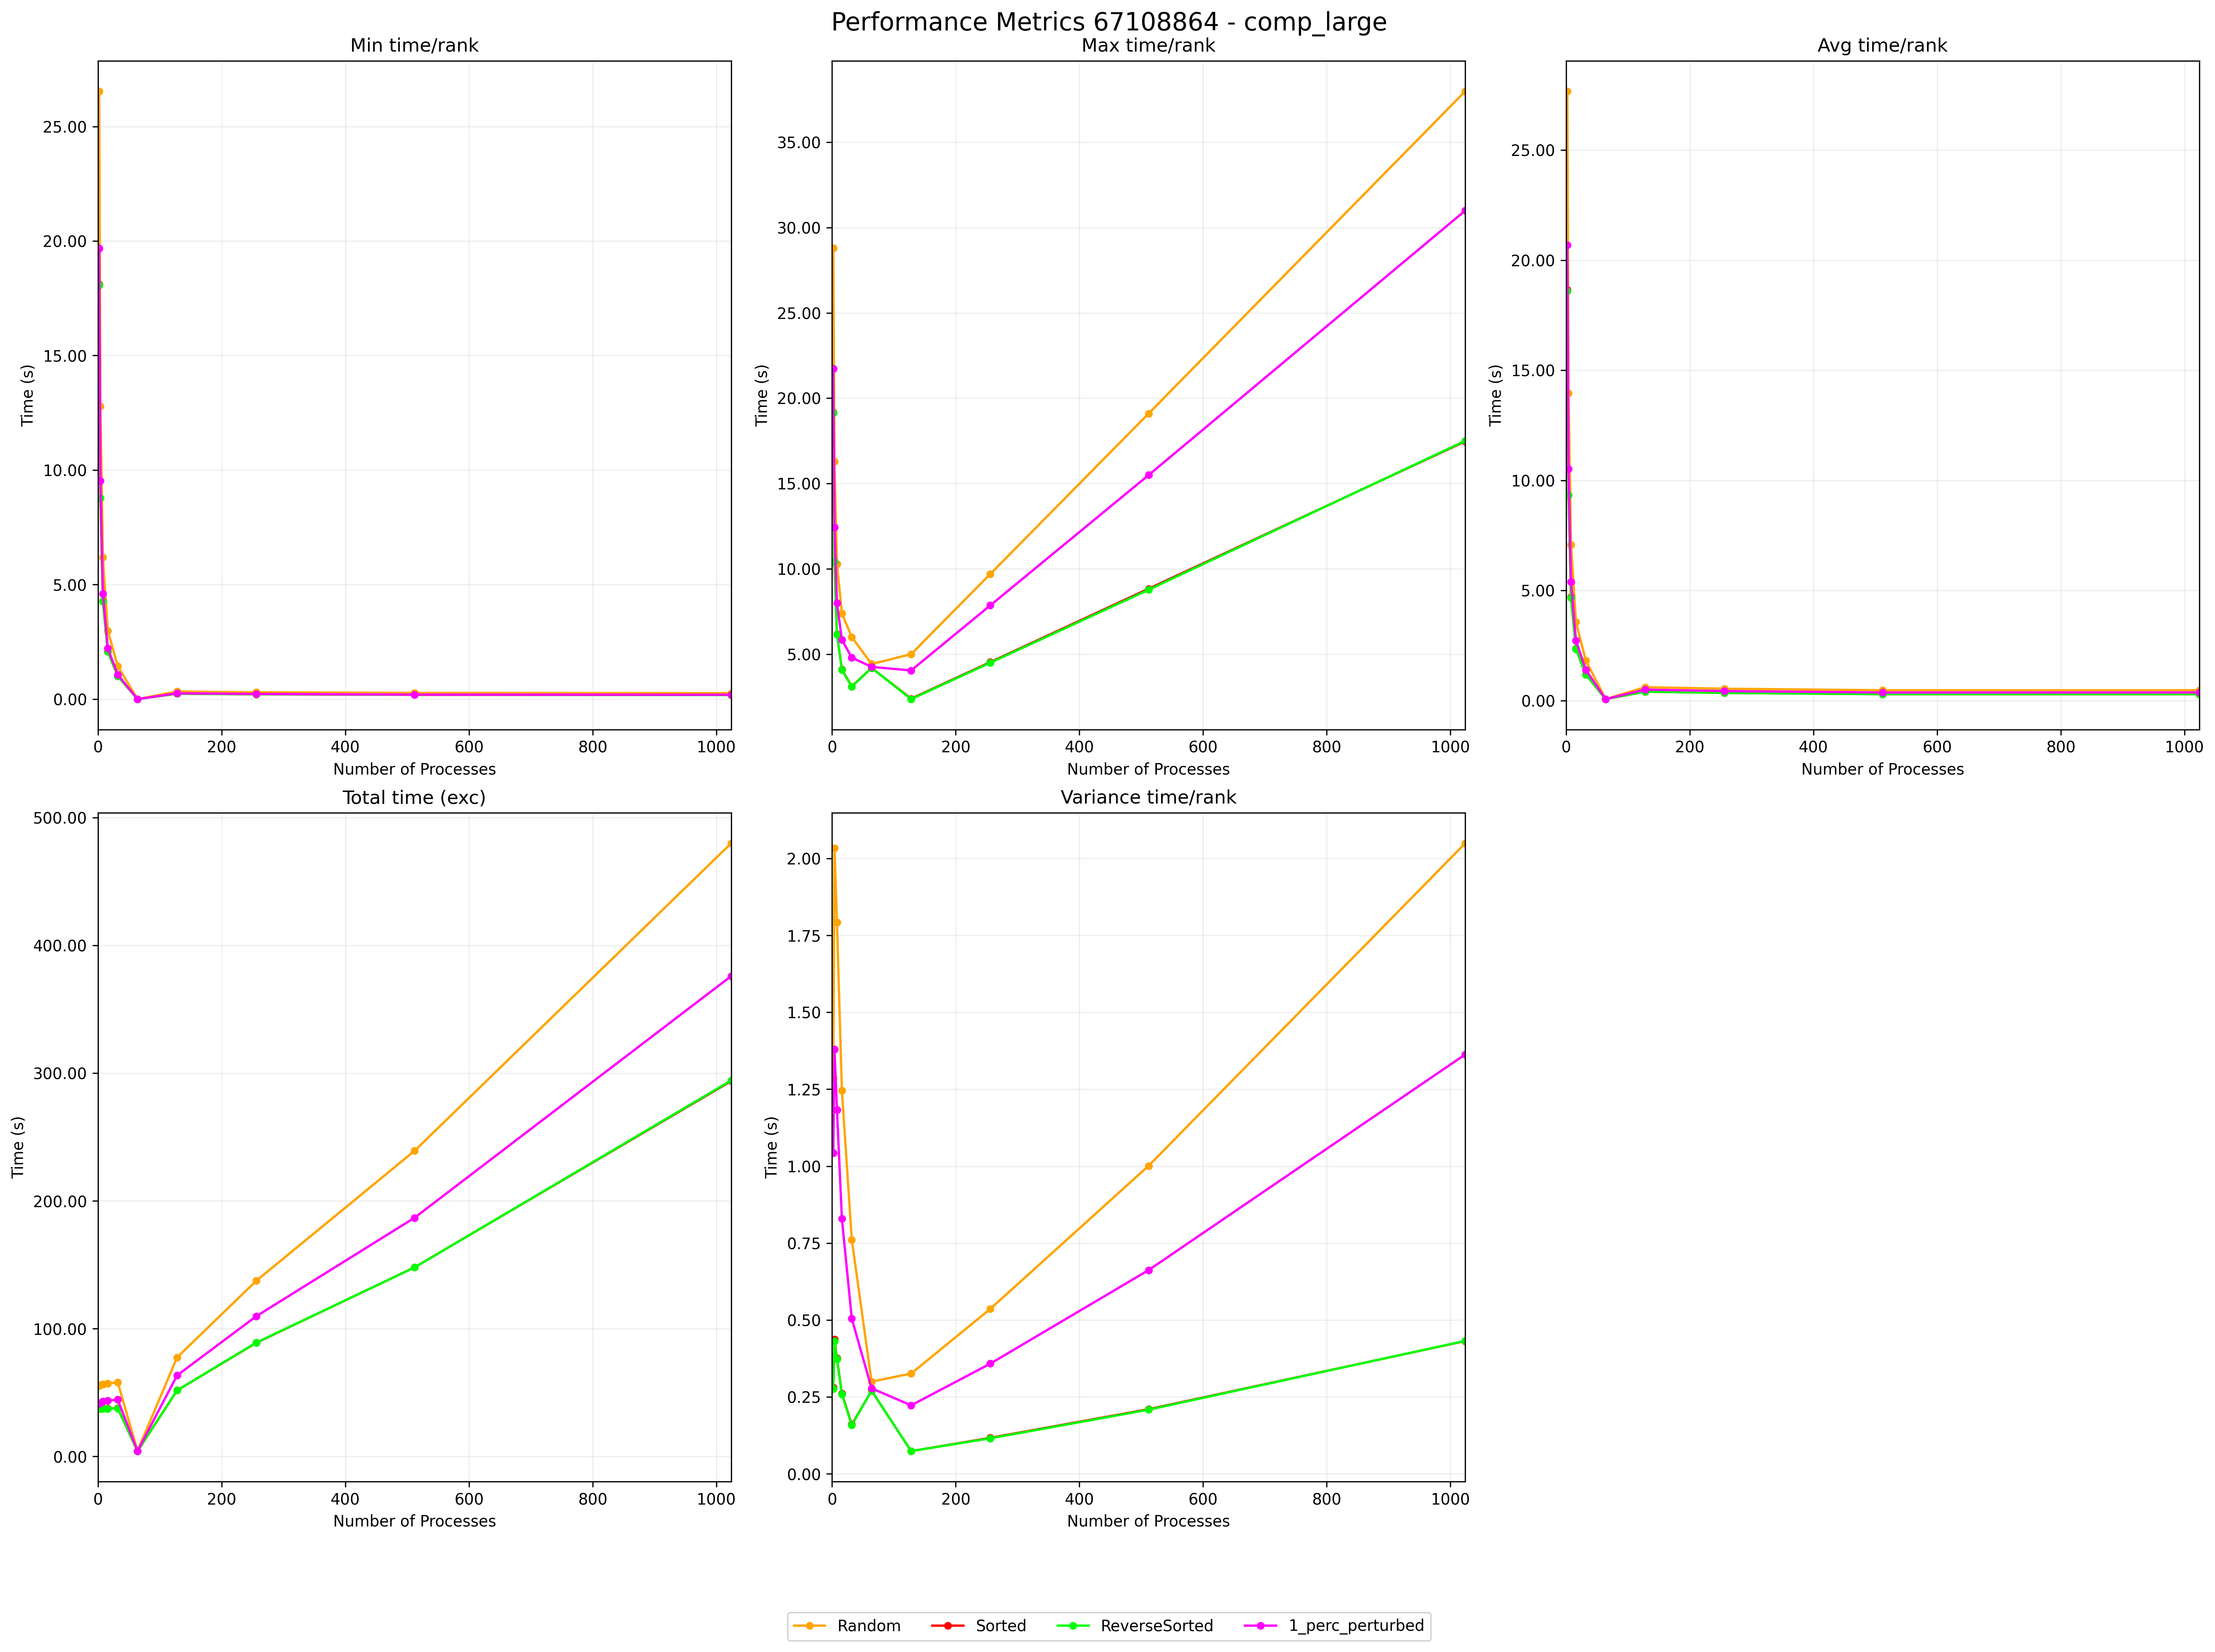 Performance Metrics 67108864 - comp_large
Min time/rank
25.00
20.00
15.00
10.00
5.00
0.00
Time (s)
0 200 400 600 800 1000
Number of Processes
Max time/rank
35.00
30.00
25.00
20.00
15.00
10.00
5.00
Time (s)
0 200 400 600 800 1000
Number of Processes
Avg time/rank
25.00
20.00
15.00
10.00
5.00
0.00
Time (s)
0 200 400 600 800 1000
Number of Processes
Total time (exc)
500.00
400.00
300.00
200.00
100.00
0.00
Time (s)
0 200 400 600 800 1000
Number of Processes
Variance time/rank
2.00
1.75
1.50
1.25
1.00
0.75
0.50
0.25
0.00
Time (s)
0 200 400 600 800 1000
Number of Processes
Random Sorted ReverseSorted 1_perc_perturbed